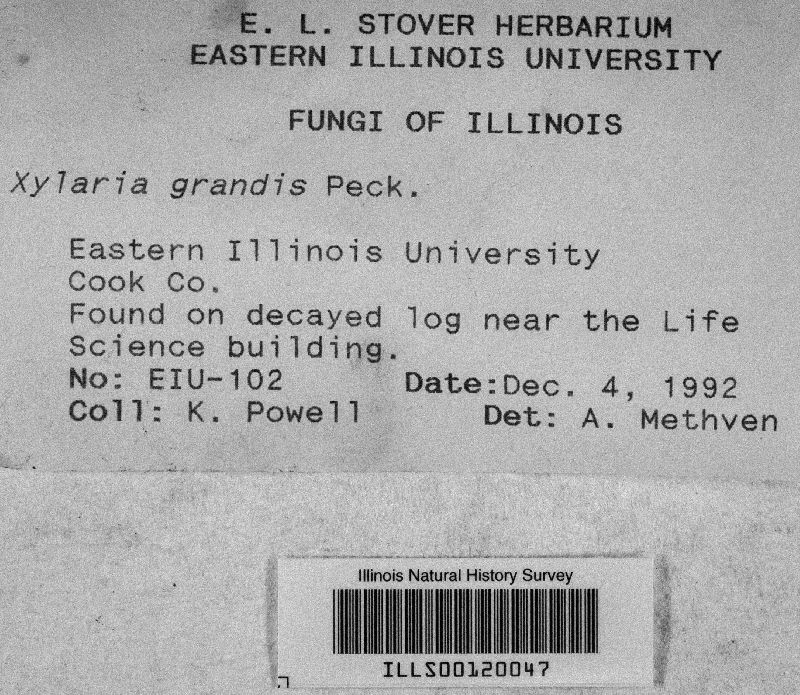 E. L. STOVER HERBARIUM
EASTERN ILLINOIS UNIVERSITY
FUNGI OF ILLINOIS
Xylaria grandis Peck.
Eastern Illinois University
Cook Co.
Found on decayed log near the Life
Science building.
No: EIU-102 Date:Dec. 4, 1992
Coll: K. Powell Det: A. Methven
Illinois Natural History Survey
ILLS00120047